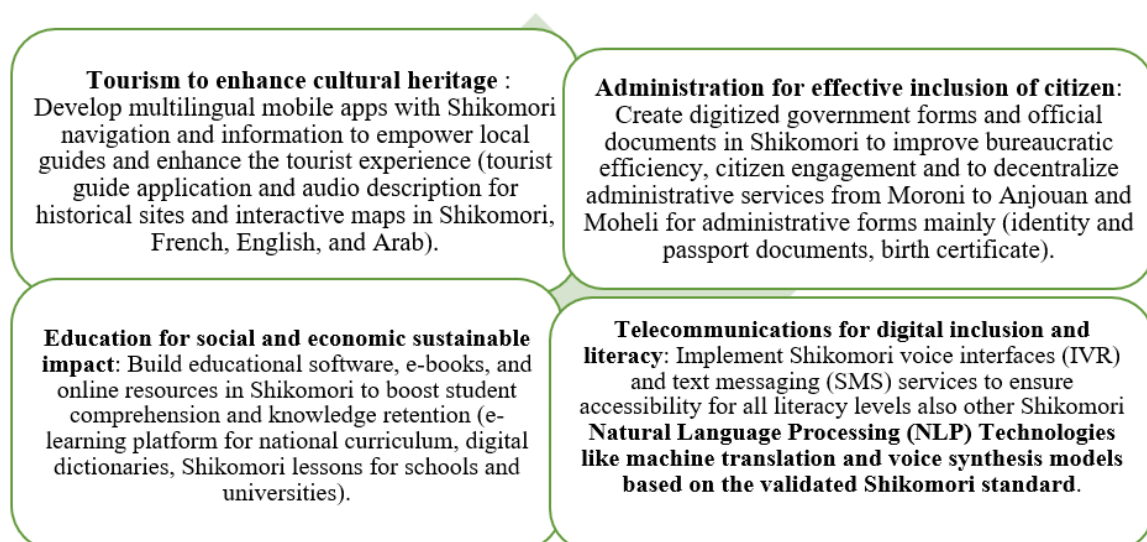 Tourism to enhance cultural heritage :
Develop multilingual mobile apps with Shikomori
navigation and information to empower local
guides and enhance the tourist experience (tourist
guide application and audio description for
historical sites and interactive maps in Shikomori,
French, English, and Arab).
Administration for effective inclusion of citizen:
Create digitized government forms and official
documents in Shikomori to improve bureaucratic
efficiency, citizen engagement and to decentralize
administrative services from Moroni to Anjouan and
Moheli for administrative forms mainly (identity and
passport documents, birth certificate).
Education for social and economic sustainable
impact: Build educational software, e-books, and
online resources in Shikomori to boost student
comprehension and knowledge retention (e-
learning platform for national curriculum, digital
dictionaries, Shikomori lessons for schools and
universities).
Telecommunications for digital inclusion and
literacy: Implement Shikomori voice interfaces (IVR)
and text messaging (SMS) services to ensure
accessibility for all literacy levels also other Shikomori
Natural Language Processing (NLP) Technologies
like machine translation and voice synthesis models
based on the validated Shikomori standard.